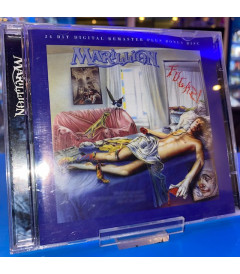 24 BIT DIGITAL REMASTER PLUS BONUS DISC
MARILLION
FUGAZI
MARILLION